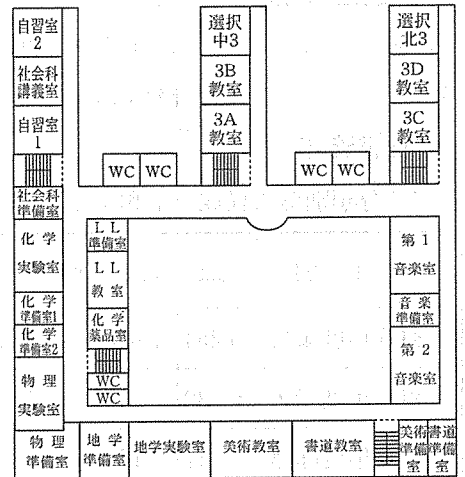 自習室
2
社会科
講義室
自習室
1
選択
中3
3B
教室
3A
教室
選択
北3
3D
教室
3C
教室
WC
WC
WC
WC
社会科
準備室
化学
実験室
化学
準備室1
化学
準備室2
物理
実験室
LL
準備室
LL
教室
化学
薬品室
WC
WC
第1
音楽室
音楽
準備室
第2
音楽室
物理
準備室
地学
準備室
地学実験室
美術教室
書道教室
美術
準備
室
書道
準備
室